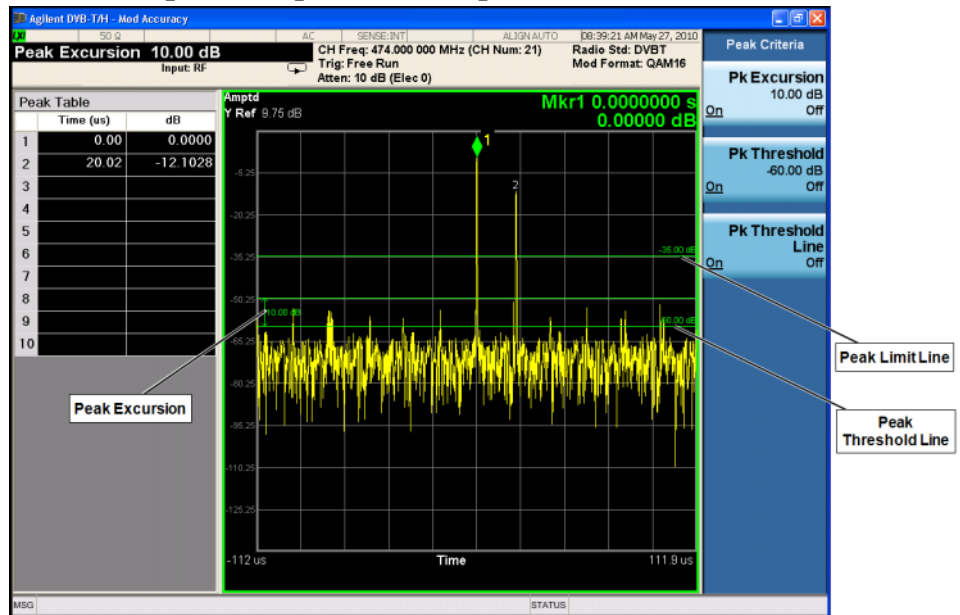 Agilent DVB-T/H - Mod Accuracy
50 Ω AC SENSE:INT ALIGN AUTO 08:39:21 AM May 27, 2010
Peak Excursion 10.00 dB
Input: RF
CH Freq: 474.000 000 MHz (CH Num: 21)
Trig: Free Run
Atten: 10 dB (Elec 0)
Radio Std: DVBT
Mod Format: QAM16
Peak Table
Time (us) dB
1 0.00 0.0000
2 20.02 -12.1028
3
4
5
6
7
8
9
10
Amptd
Y Ref 9.75 dB
Mkr1 0.0000000 s
0.00000 dB
1
2
-5.25
-20.25
-35.25
-50.25
-65.25
-80.25
-95.25
-110.25
-125.25
-35.00 dB
10.00 dB
-60.00 dB
-112 us Time 111.9 us
Peak Criteria
Pk Excursion
10.00 dB
On Off
Pk Threshold
-60.00 dB
On Off
Pk Threshold
Line
On Off
Peak Limit Line
Peak
Threshold Line
Peak Excursion
MSG STATUS